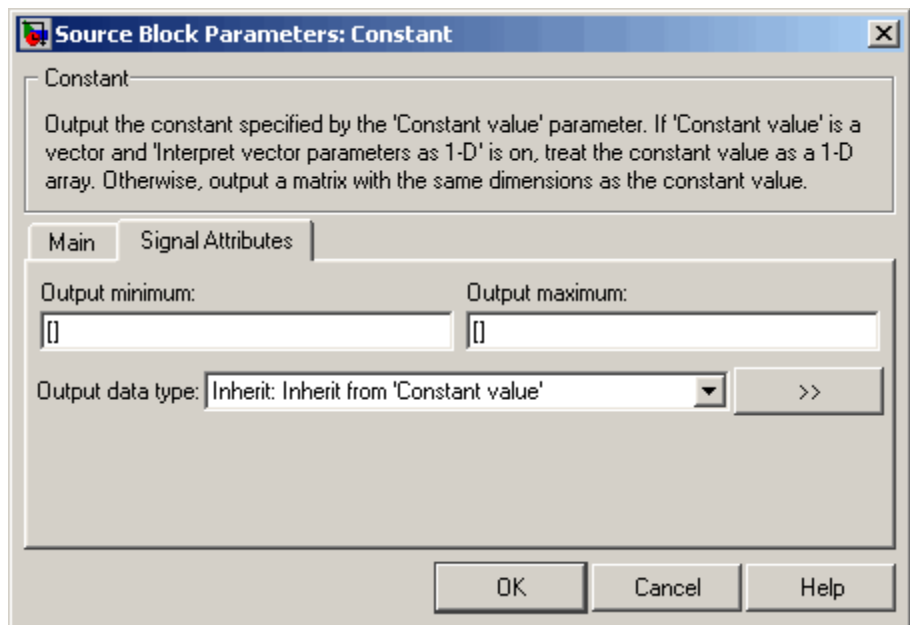 Source Block Parameters: Constant
Constant
Output the constant specified by the 'Constant value' parameter. If 'Constant value' is a
vector and 'Interpret vector parameters as 1-D' is on, treat the constant value as a 1-D
array. Otherwise, output a matrix with the same dimensions as the constant value.
Main Signal Attributes
Output minimum: Output maximum:
[] []
Output data type: Inherit: Inherit from 'Constant value' >>
OK Cancel Help